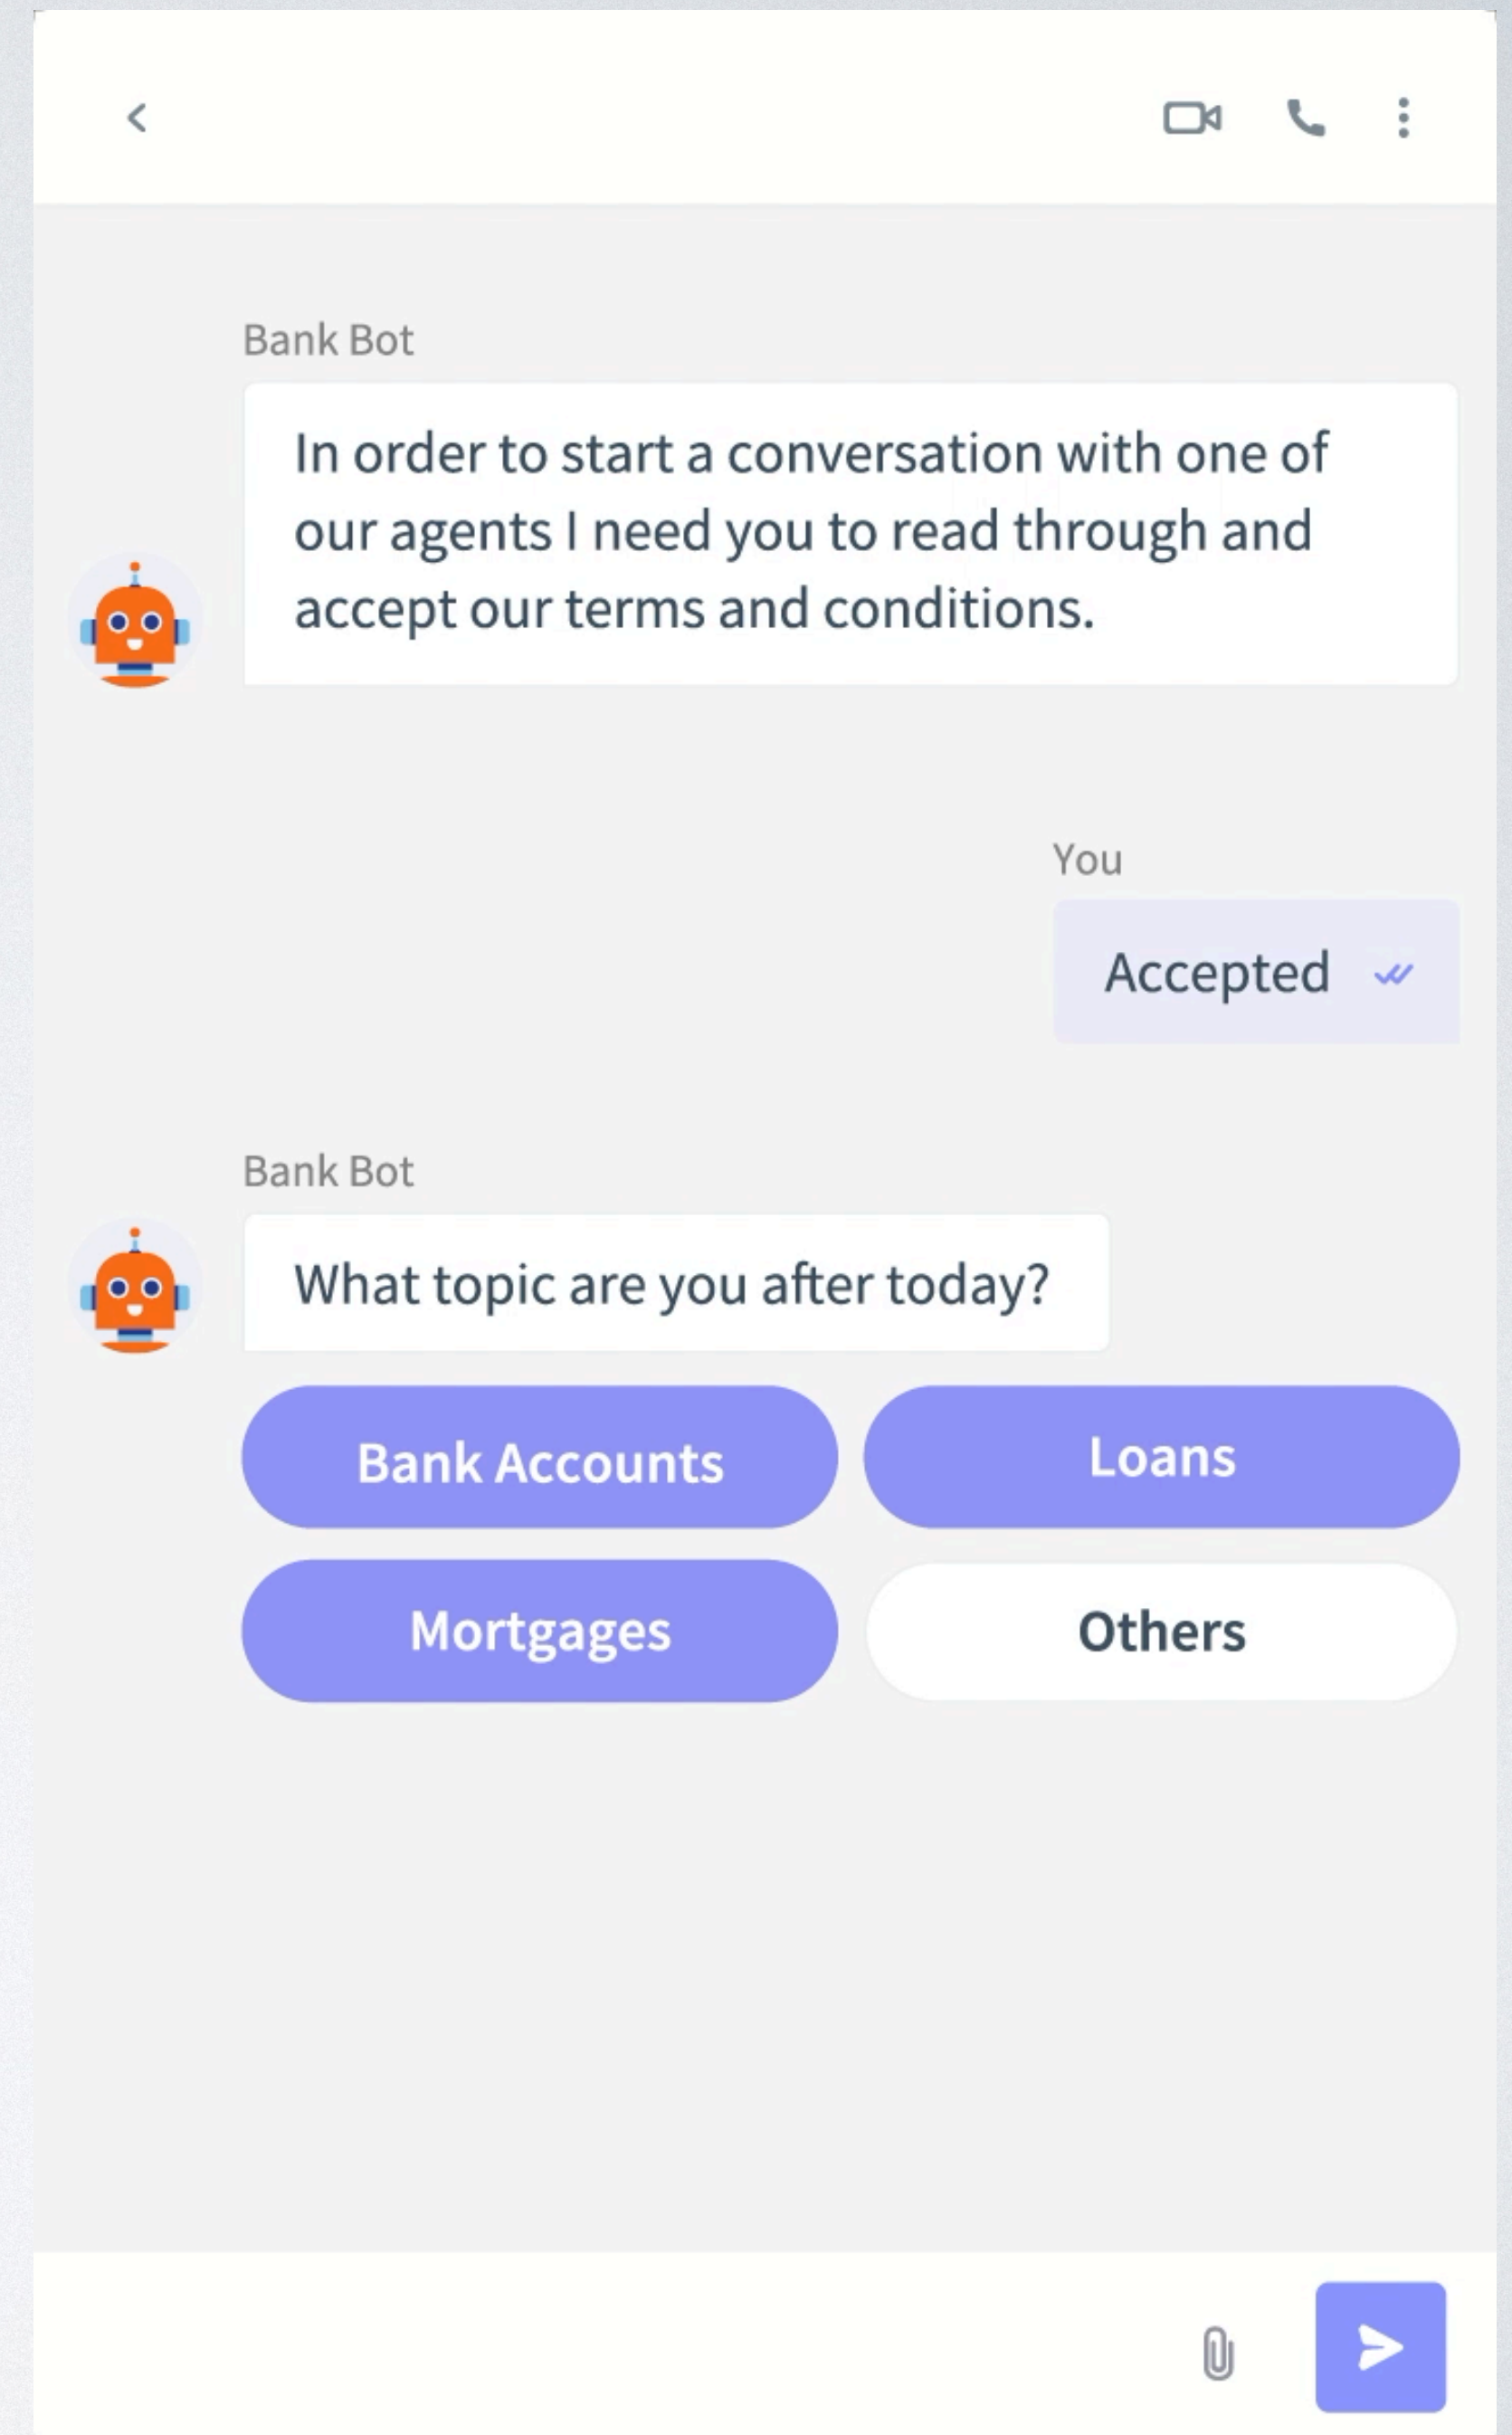 Bank Bot
In order to start a conversation with one of
our agents I need you to read through and
accept our terms and conditions.
You
Accepted
Bank Bot
What topic are you after today?
Bank Accounts
Loans
Mortgages
Others